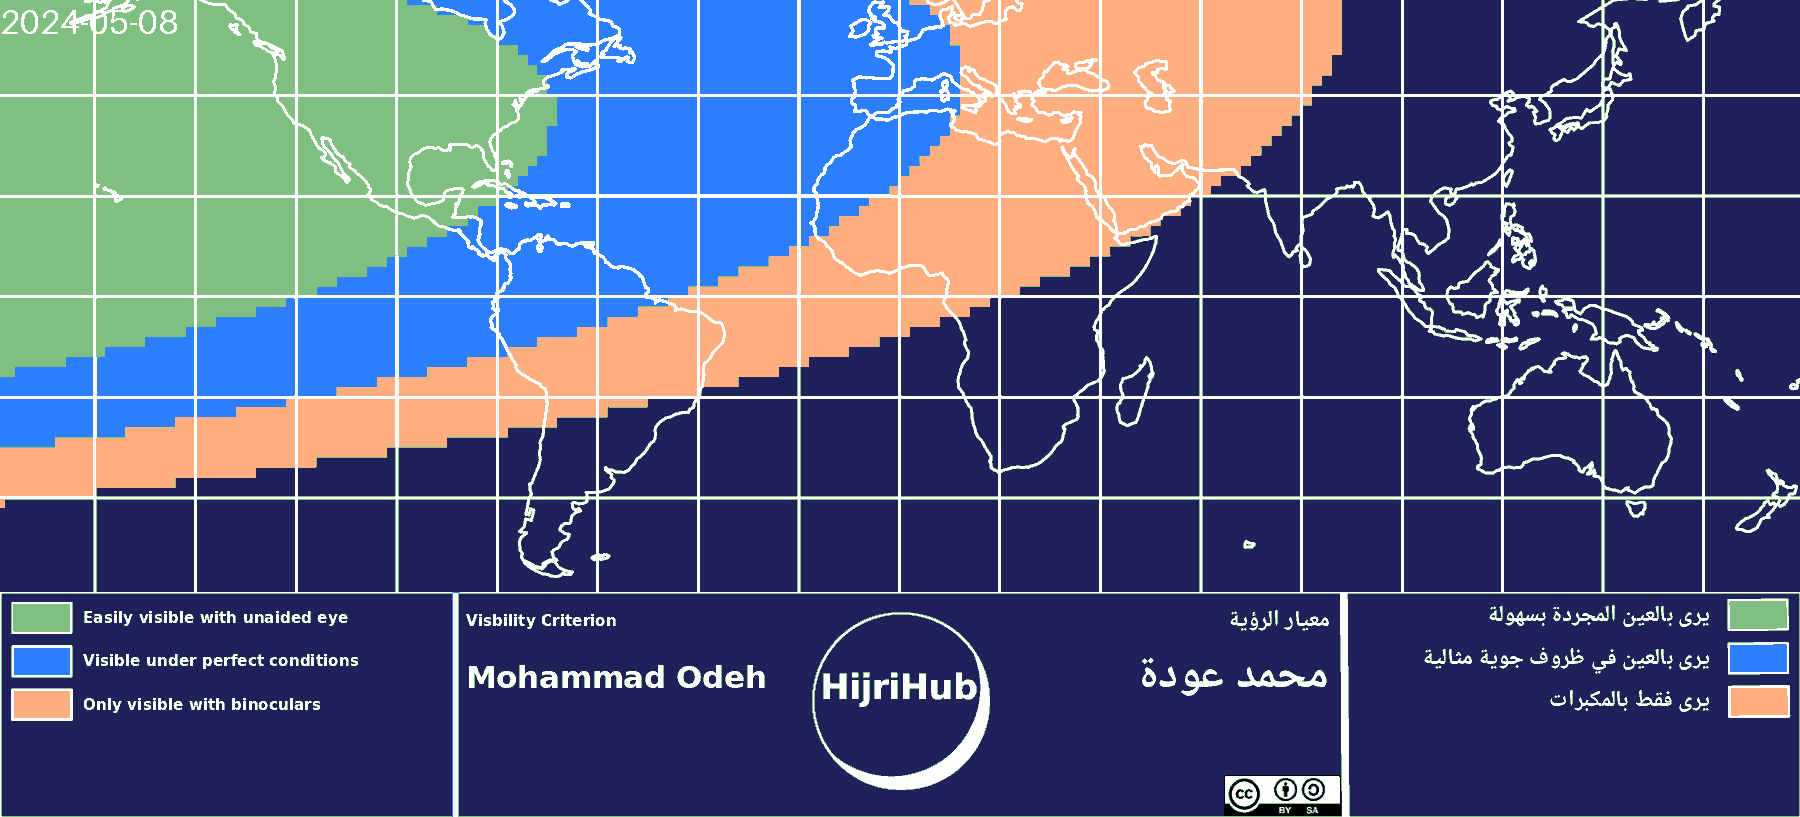 2024-05-08
Easily visible with unaided eye
Visible under perfect conditions
Only visible with binoculars
Visbility Criterion
Mohammad Odeh
HijriHub
معيار الرؤية
محمد عودة
cc
BY SA
يرى بالعين المجردة بسهولة
يرى بالعين في ظروف جوية مثالية
يرى فقط بالمكبرات